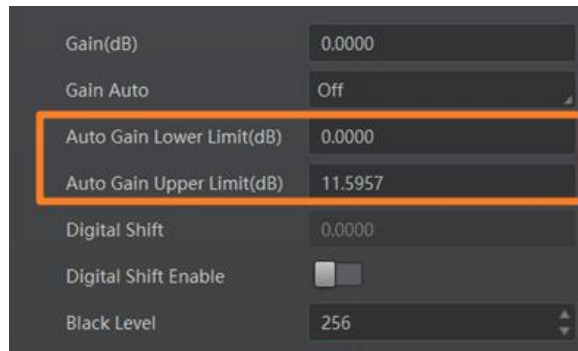 Gain(dB) 0.0000
Gain Auto Off
Auto Gain Lower Limit(dB) 0.0000
Auto Gain Upper Limit(dB) 11.5957
Digital Shift 0.0000
Digital Shift Enable
Black Level 256